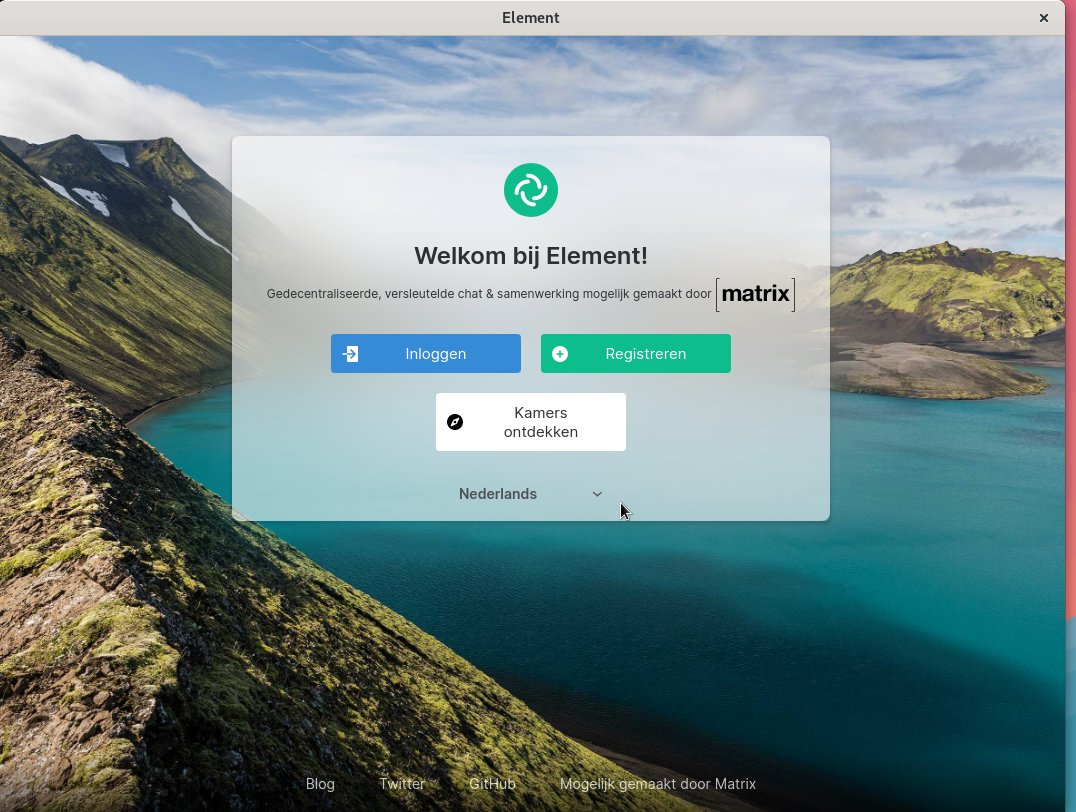 Element
Welkom bij Element!
Gedecentraliseerde, versleutelde chat & samenwerking mogelijk gemaakt door [matrix]
Inloggen
Registreren
Kamers
ontdekken
Nederlands
Blog Twitter GitHub Mogelijk gemaakt door Matrix